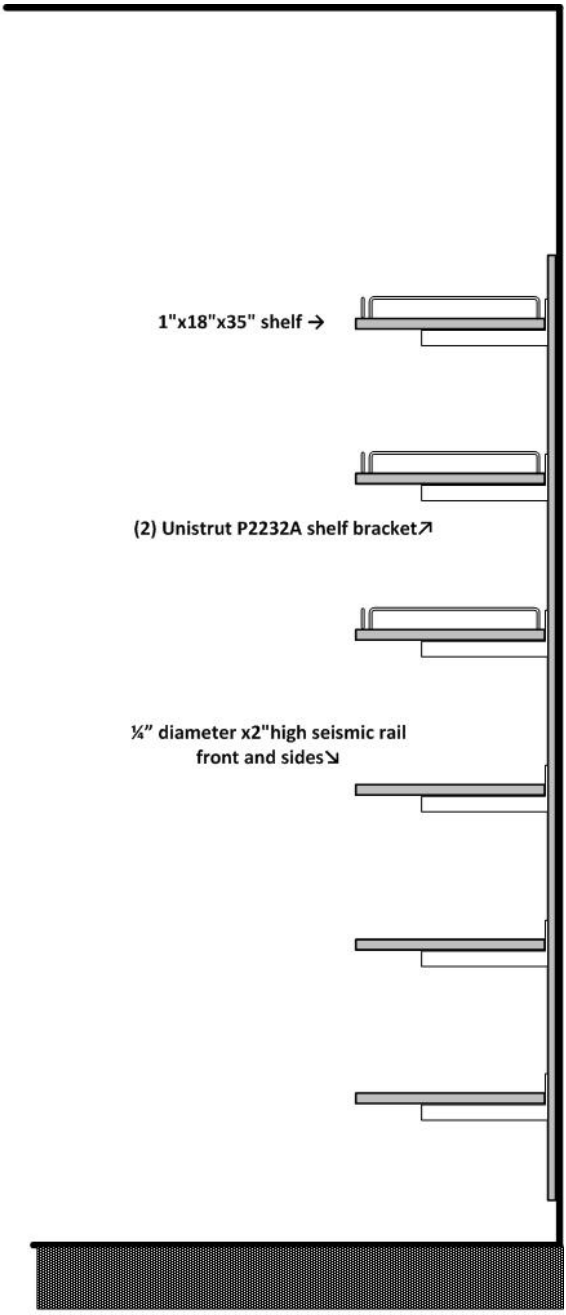 1"x18"x35" shelf →
(2) Unistrut P2232A shelf bracket↗
¼” diameter x2"high seismic rail
front and sides↘